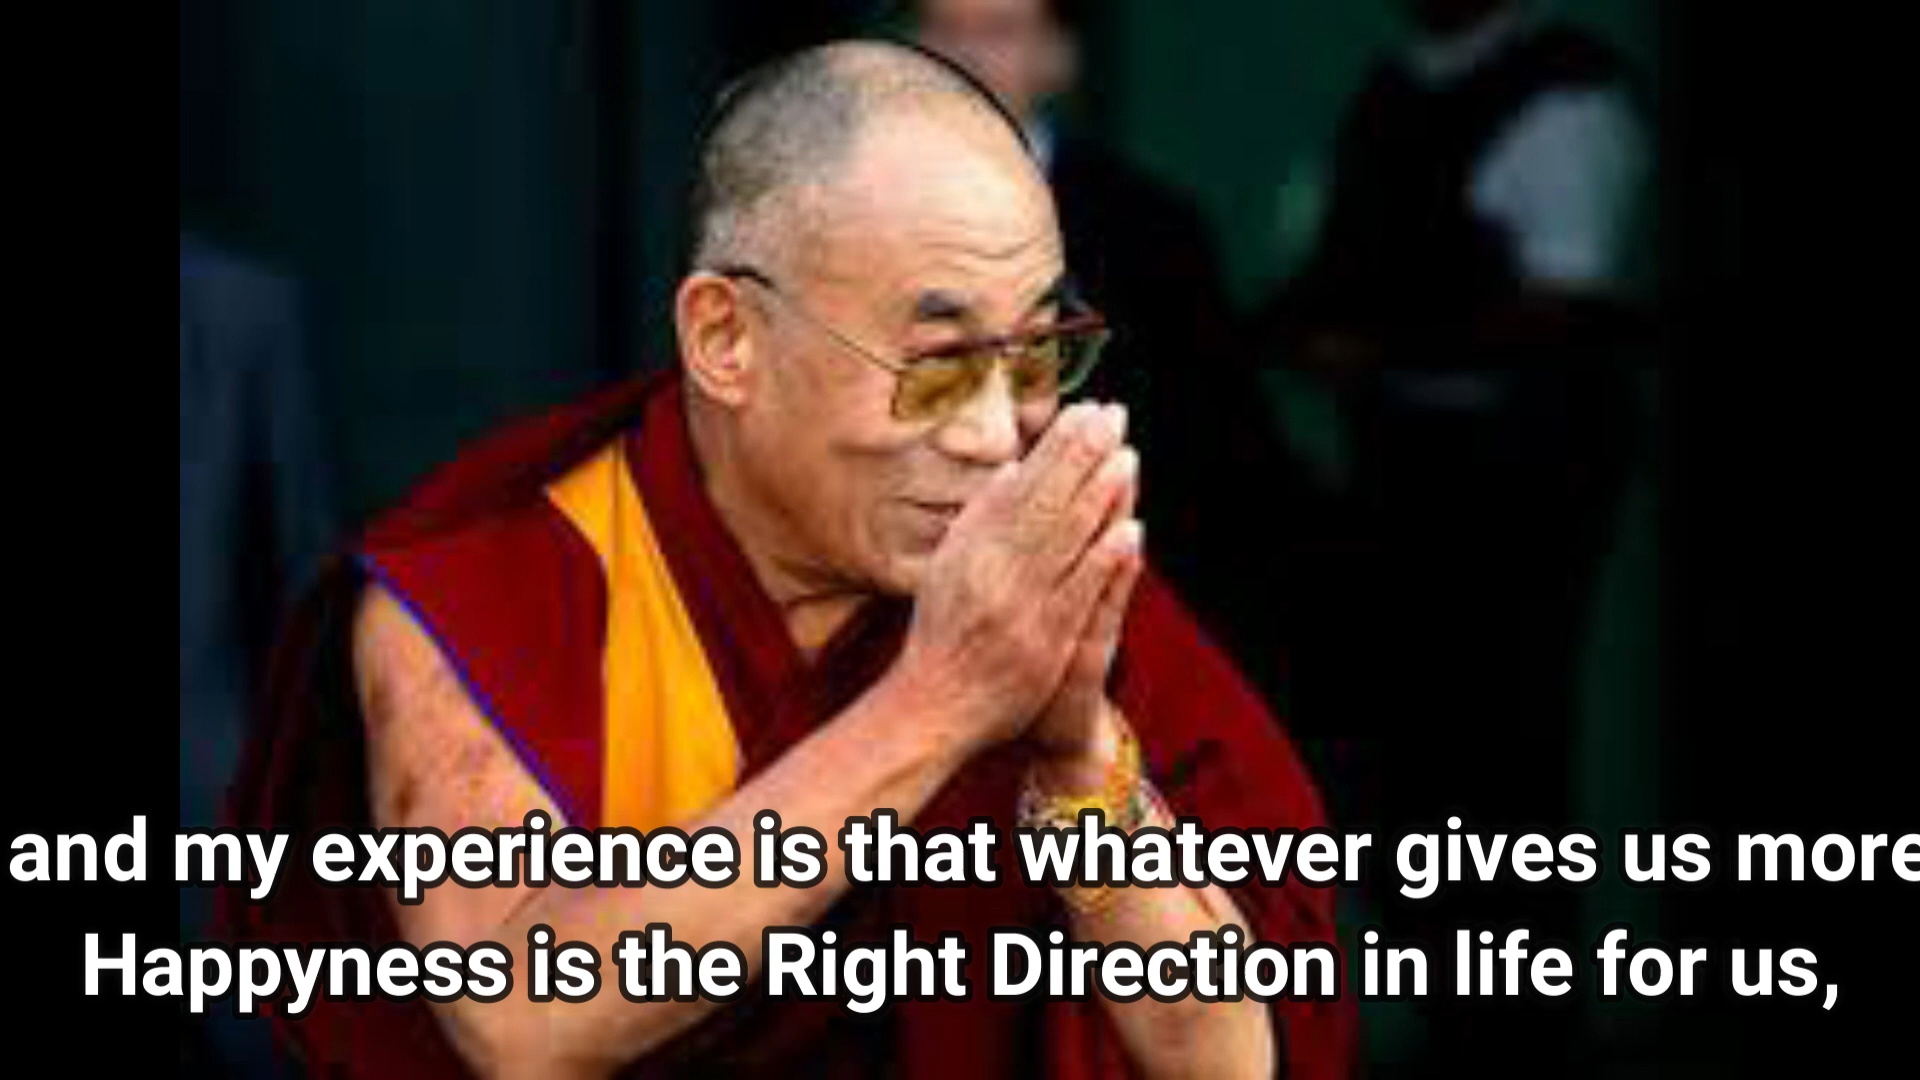 and my experience is that whatever gives us more
Happyness is the Right Direction in life for us,